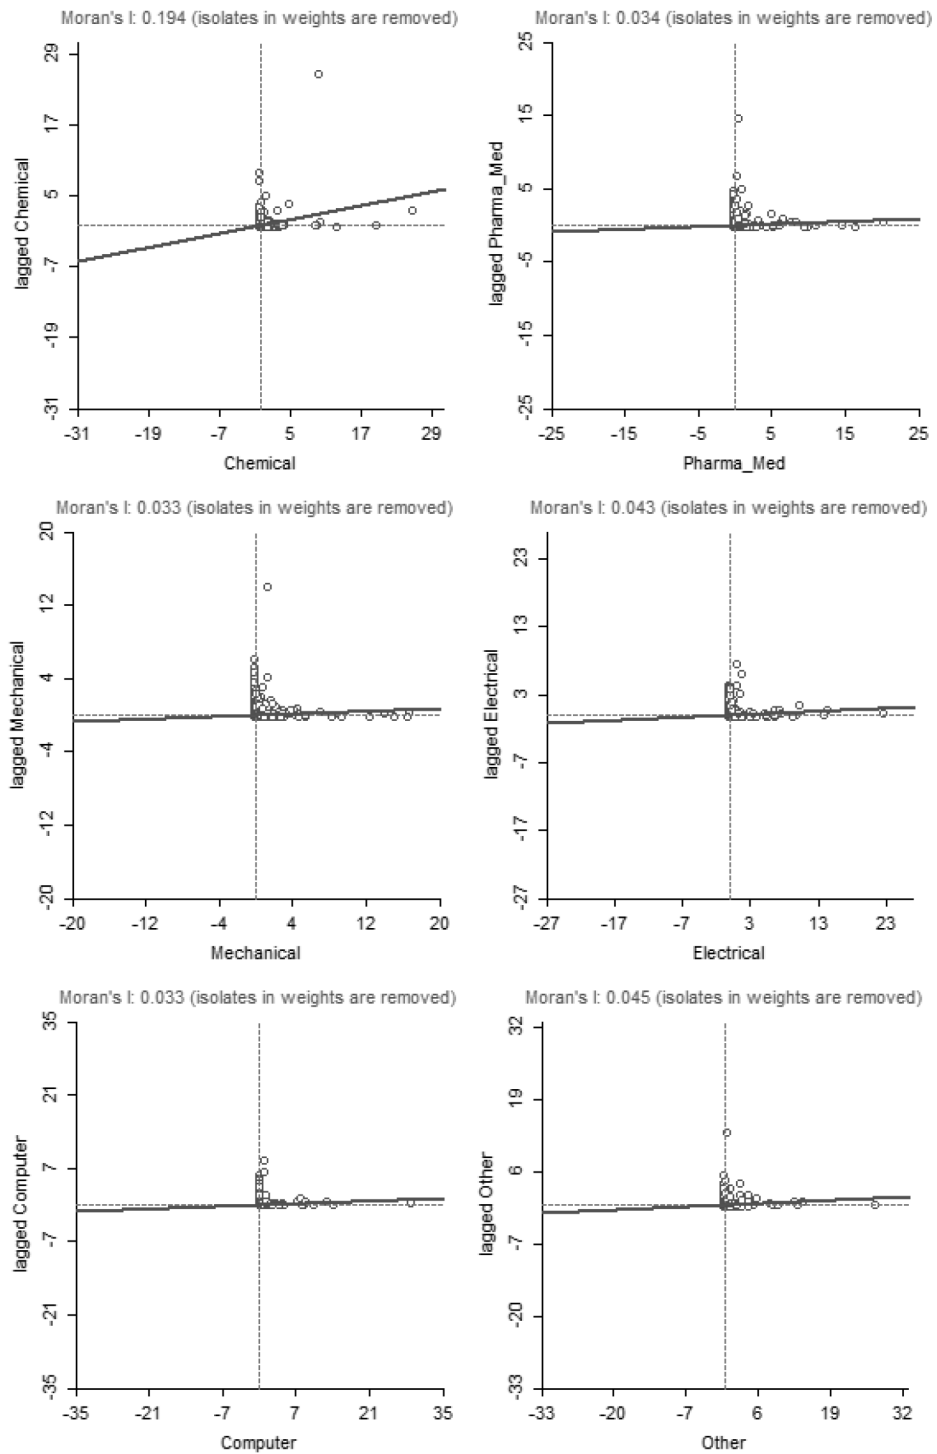 Moran's I: 0.194 (isolates in weights are removed)
29
17
5
-7
-19
-31
lagged Chemical
-31 -19 -7 5 17 29
Chemical
Moran's I: 0.034 (isolates in weights are removed)
25
15
5
-5
-15
-25
lagged Pharma_Med
-25 -15 -5 5 15 25
Pharma_Med
Moran's I: 0.033 (isolates in weights are removed)
20
12
4
-4
-12
-20
lagged Mechanical
-20 -12 -4 4 12 20
Mechanical
Moran's I: 0.043 (isolates in weights are removed)
23
13
3
-7
-17
-27
lagged Electrical
-27 -17 -7 3 13 23
Electrical
Moran's I: 0.033 (isolates in weights are removed)
35
21
7
-7
-21
-35
lagged Computer
-35 -21 -7 7 21 35
Computer
Moran's I: 0.045 (isolates in weights are removed)
32
19
6
-7
-20
-33
lagged Other
-33 -20 -7 6 19 32
Other